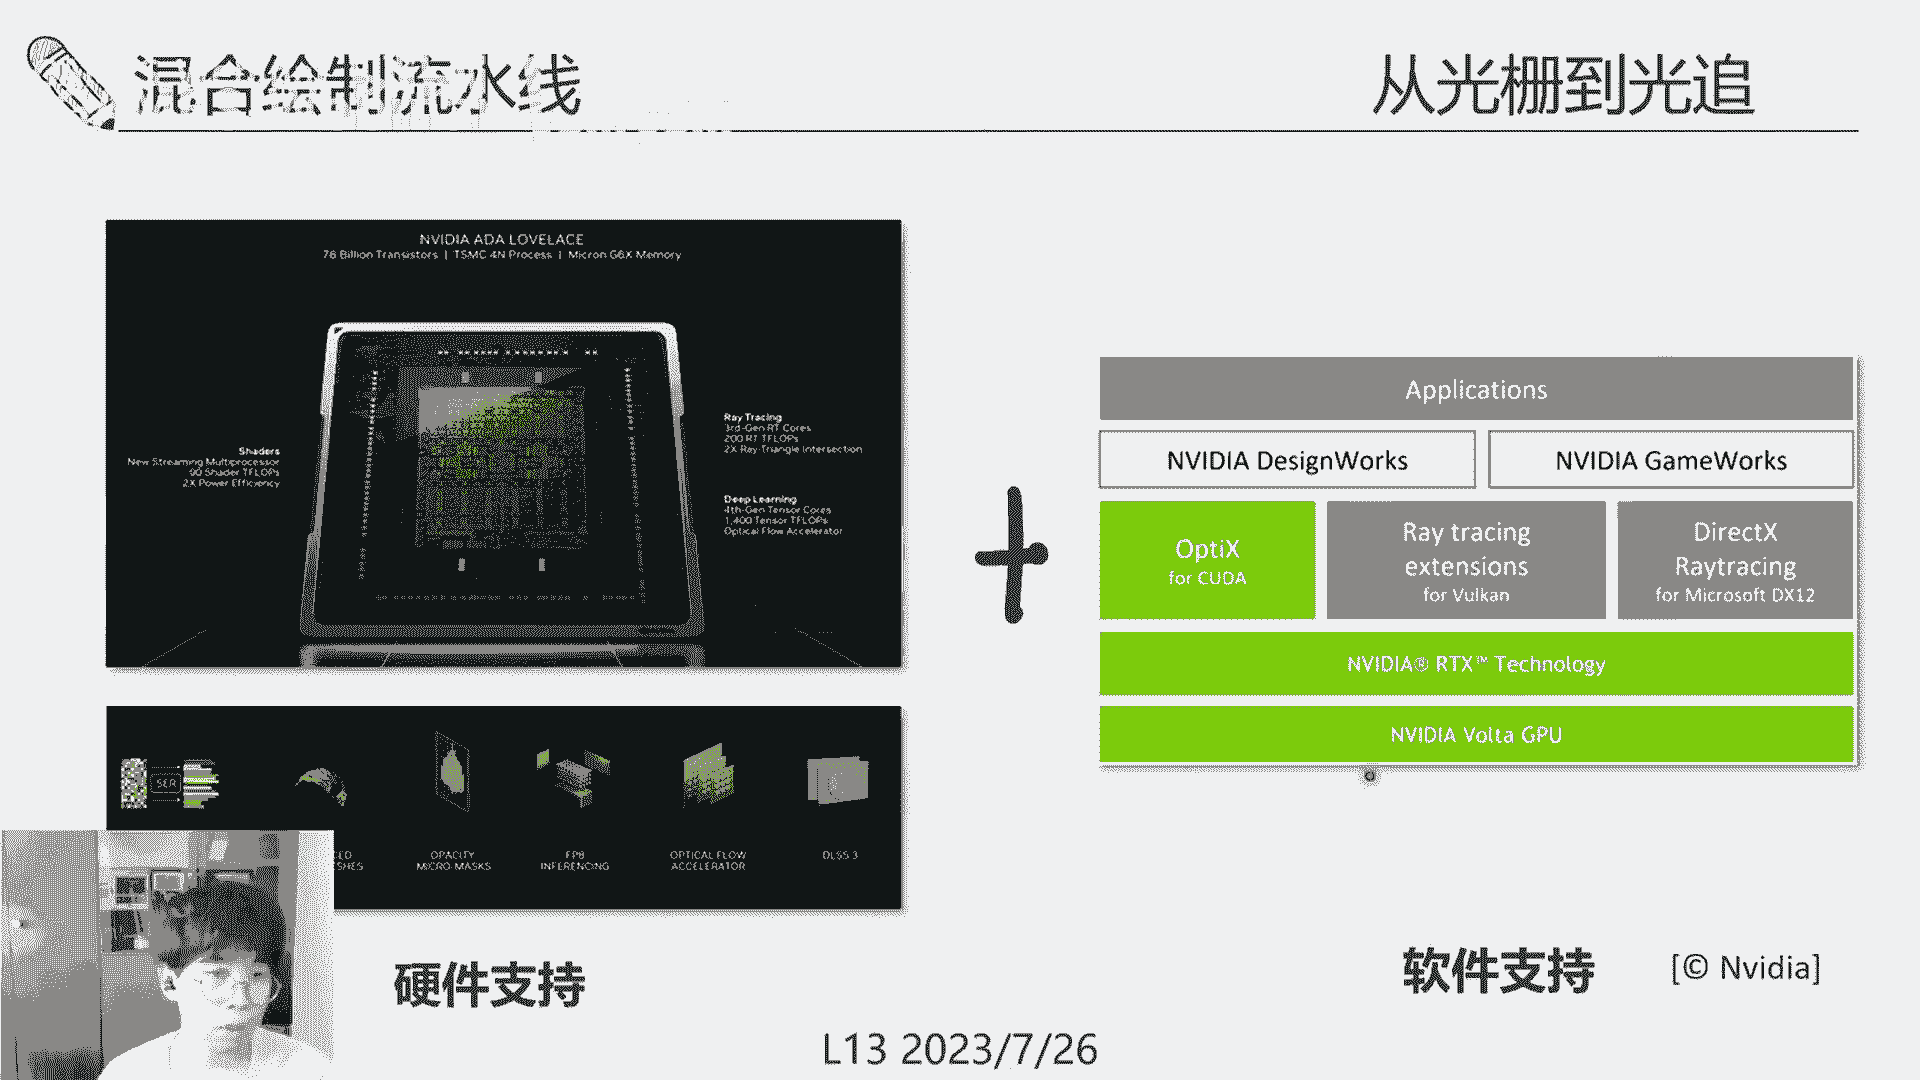 混合绘制流水线
从光栅到光追
NVIDIA ADA LOVELACE
76 Billion Transistors | TSMC 4N Process | Micron G6X Memory
Shaders
New Streaming Multiprocessor
90 Shader TFLOPs
2X Power Efficiency
Ray Tracing
3rd-Gen RT Cores
200 RT TFLOPs
2X Ray-Triangle Intersection
Deep Learning
4th-Gen Tensor Cores
1,400 Tensor TFLOPs
Optical Flow Accelerator
SER
OPACITY
MICRO-MASKS
FP8
INFERENCING
OPTICAL FLOW
ACCELERATOR
DLSS 3
硬件支持
+
Applications
NVIDIA DesignWorks
NVIDIA GameWorks
OptiX
for CUDA
Ray tracing
extensions
for Vulkan
DirectX
Raytracing
for Microsoft DX12
NVIDIA® RTX™ Technology
NVIDIA Volta GPU
软件支持
[© Nvidia]
L13 2023/7/26